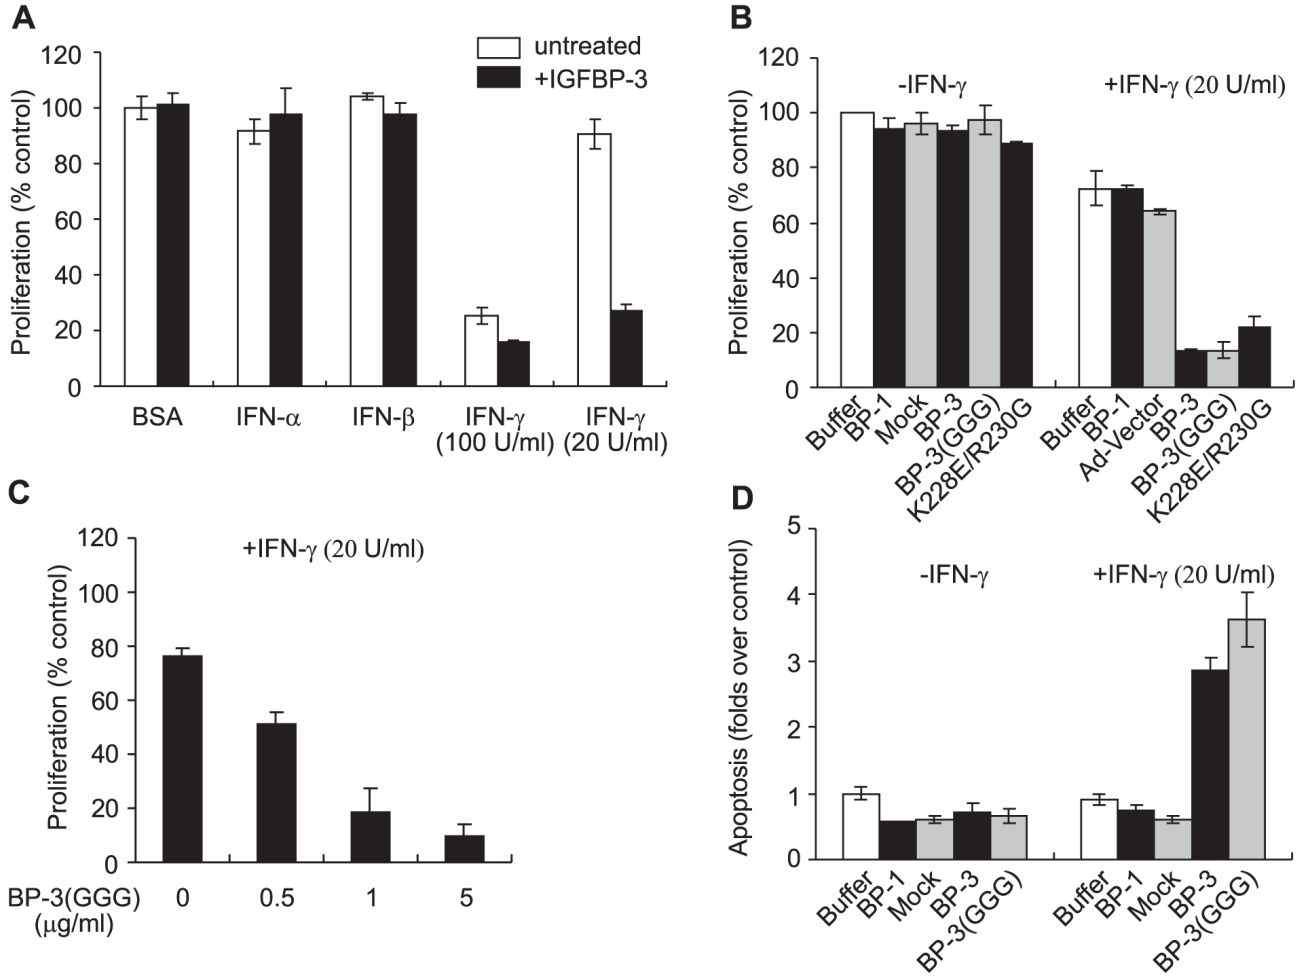 A
untreated
+IGFBP-3
Proliferation (% control)
120
100
80
60
40
20
0
BSA
IFN-α
IFN-β
IFN-γ
(100 U/ml)
IFN-γ
(20 U/ml)
B
-IFN-γ
+IFN-γ (20 U/ml)
Proliferation (% control)
120
100
80
60
40
20
0
Buffer
BP-1
Mock
BP-3
BP-3(GGG)
K228E/R230G
Buffer
BP-1
Ad-Vector
BP-3
BP-3(GGG)
K228E/R230G
C
+IFN-γ (20 U/ml)
Proliferation (% control)
120
100
80
60
40
20
0
BP-3(GGG)
(μg/ml)
0
0.5
1
5
D
-IFN-γ
+IFN-γ (20 U/ml)
Apoptosis (folds over control)
5
4
3
2
1
0
Buffer
BP-1
Mock
BP-3
BP-3(GGG)
Buffer
BP-1
Mock
BP-3
BP-3(GGG)